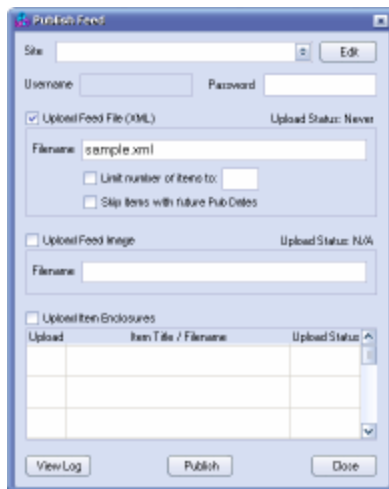 Publish Feed
Site Edit
Username Password
Upload Feed File (XML) Upload Status: Never
Filename sample.xml
Limit number of items to:
Skip items with future Pub Dates
Upload Feed Image Upload Status: N/A
Filename
Upload Item Enclosures
Upload Item Title / Filename Upload Status
View Log Publish Close